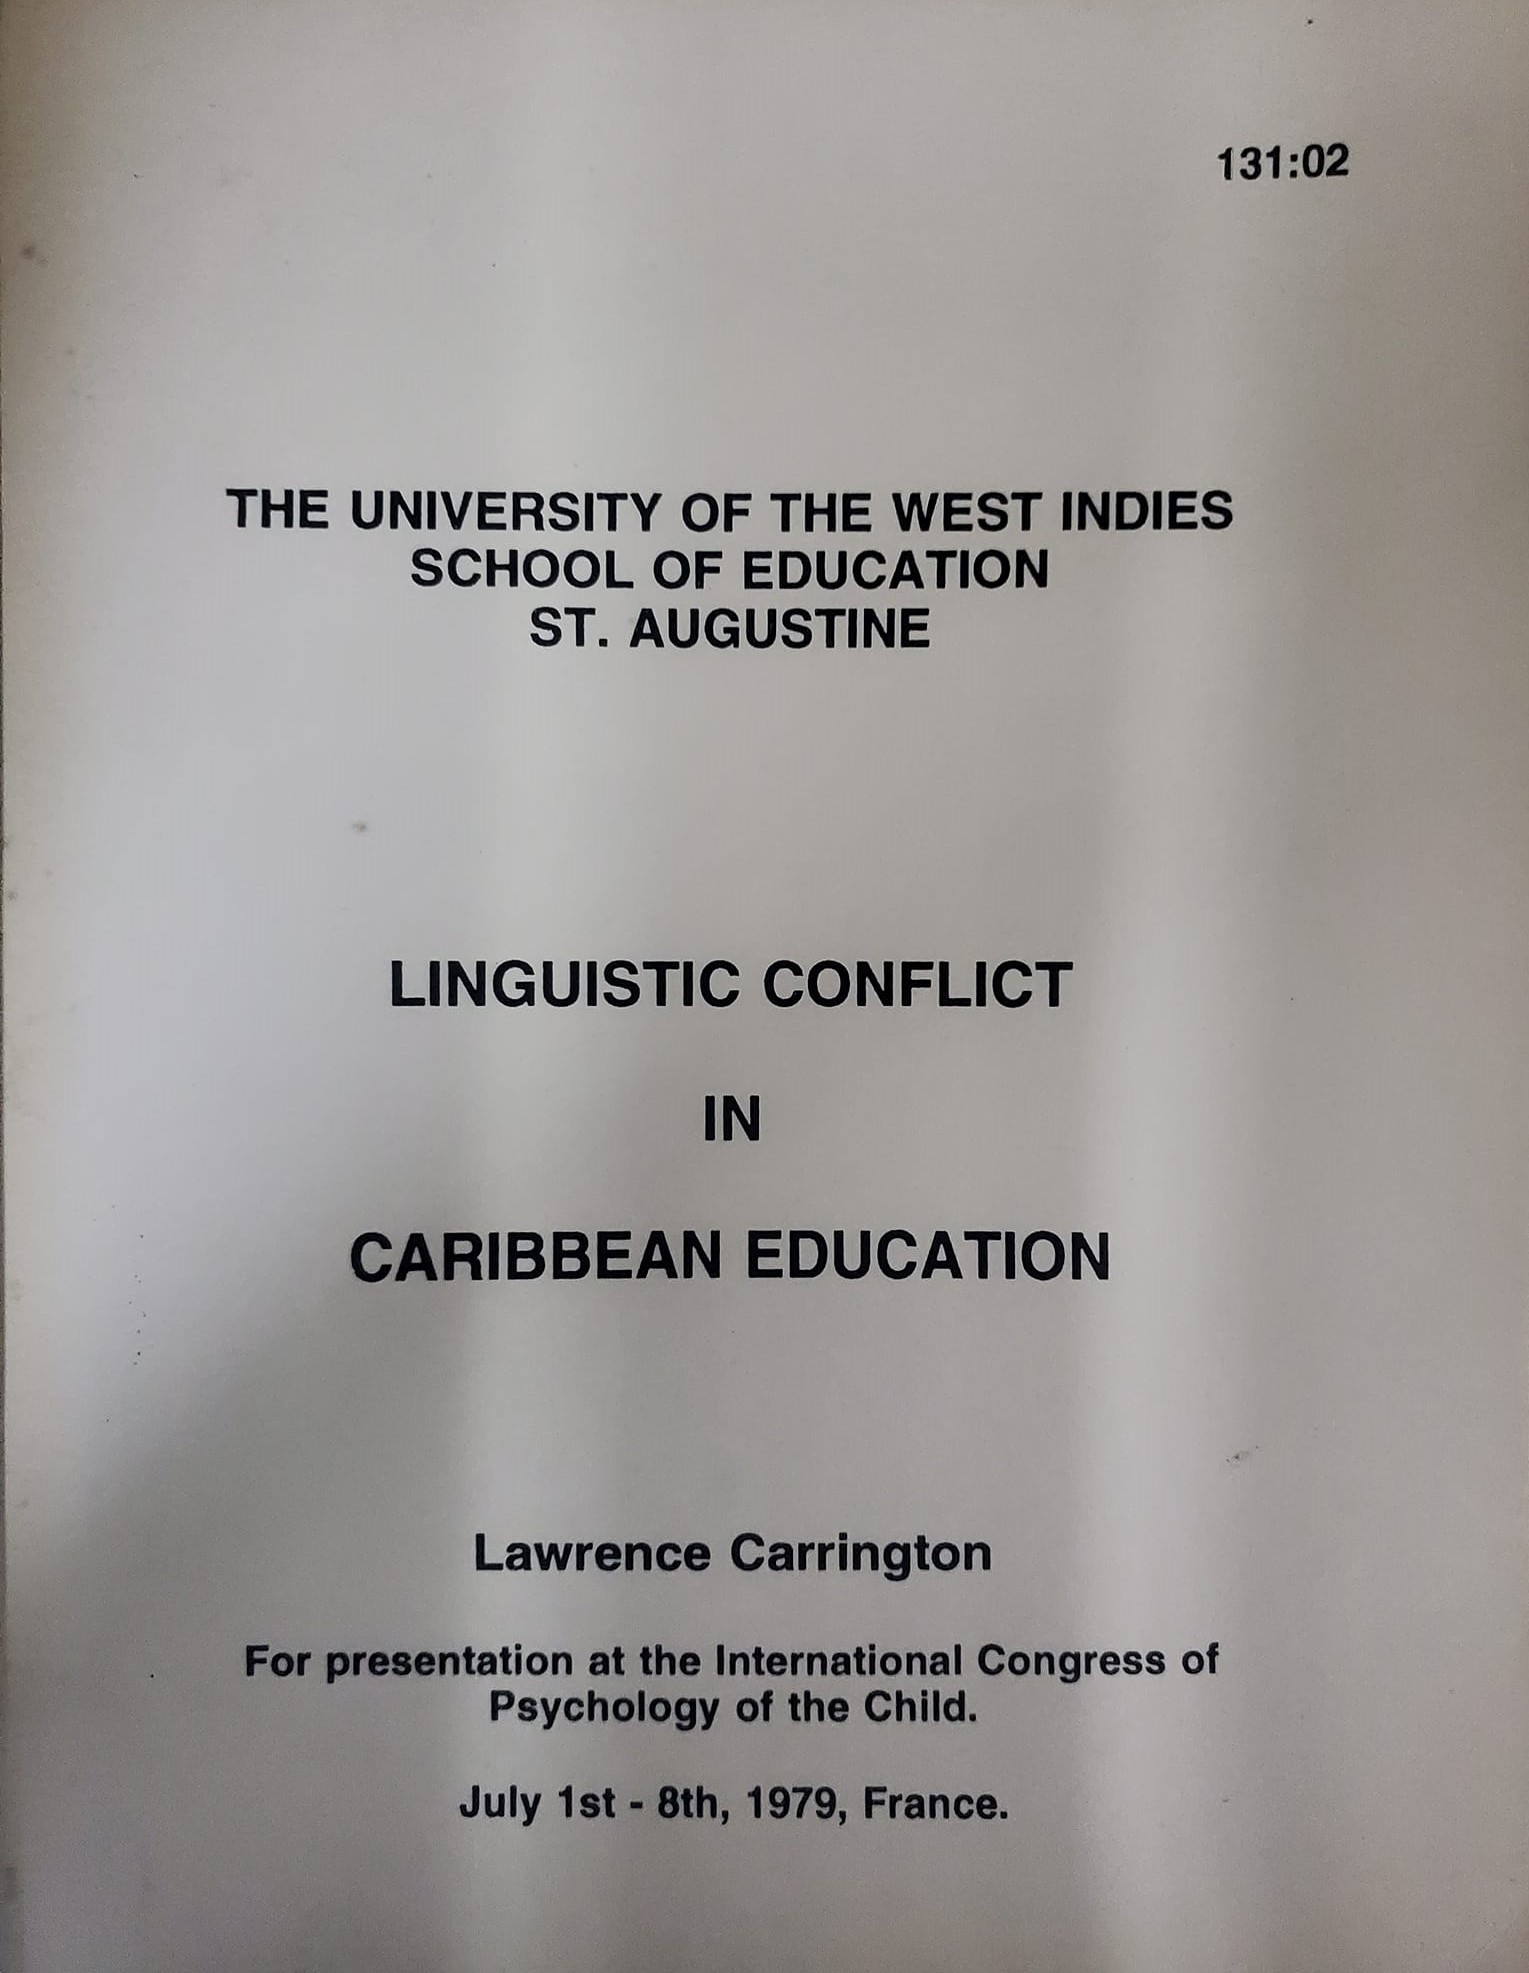 131:02
THE UNIVERSITY OF THE WEST INDIES
SCHOOL OF EDUCATION
ST. AUGUSTINE
LINGUISTIC CONFLICT
IN
CARIBBEAN EDUCATION
Lawrence Carrington
For presentation at the International Congress of
Psychology of the Child.
July 1st - 8th, 1979, France.